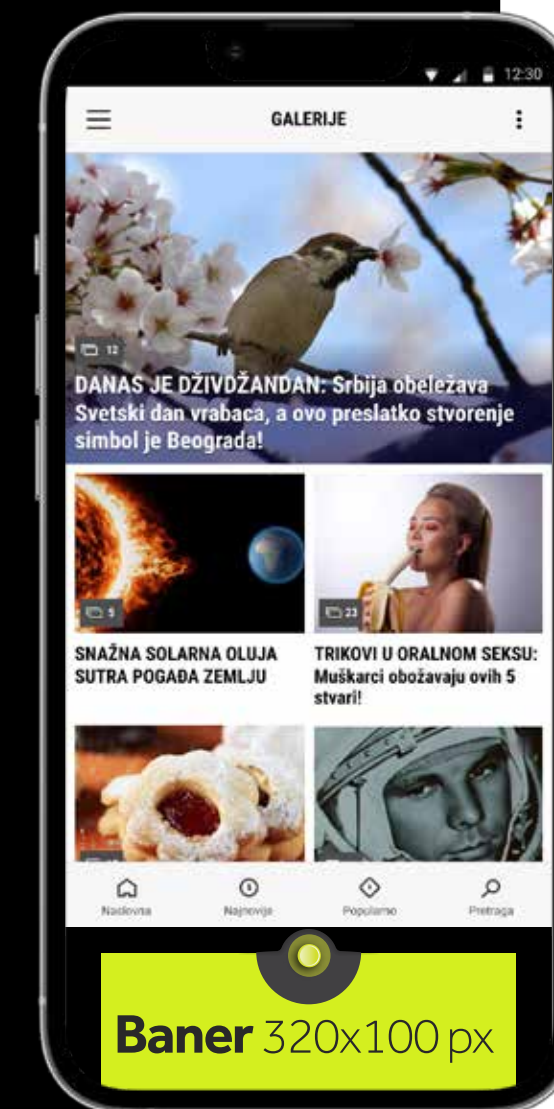 12:30
GALERIJE
12
DANAS JE DŽIVDŽANDAN: Srbija obeležava
Svetski dan vrabaca, a ovo preslatko stvorenje
simbol je Beograda!
5
23
SNAŽNA SOLARNA OLUJA
SUTRA POGAĐA ZEMLJU
TRIKOVI U ORALNOM SEKSU:
Muškarci obožavaju ovih 5
stvari!
Naslovna
Najnovije
Popularno
Pretraga
Baner 320x100 px